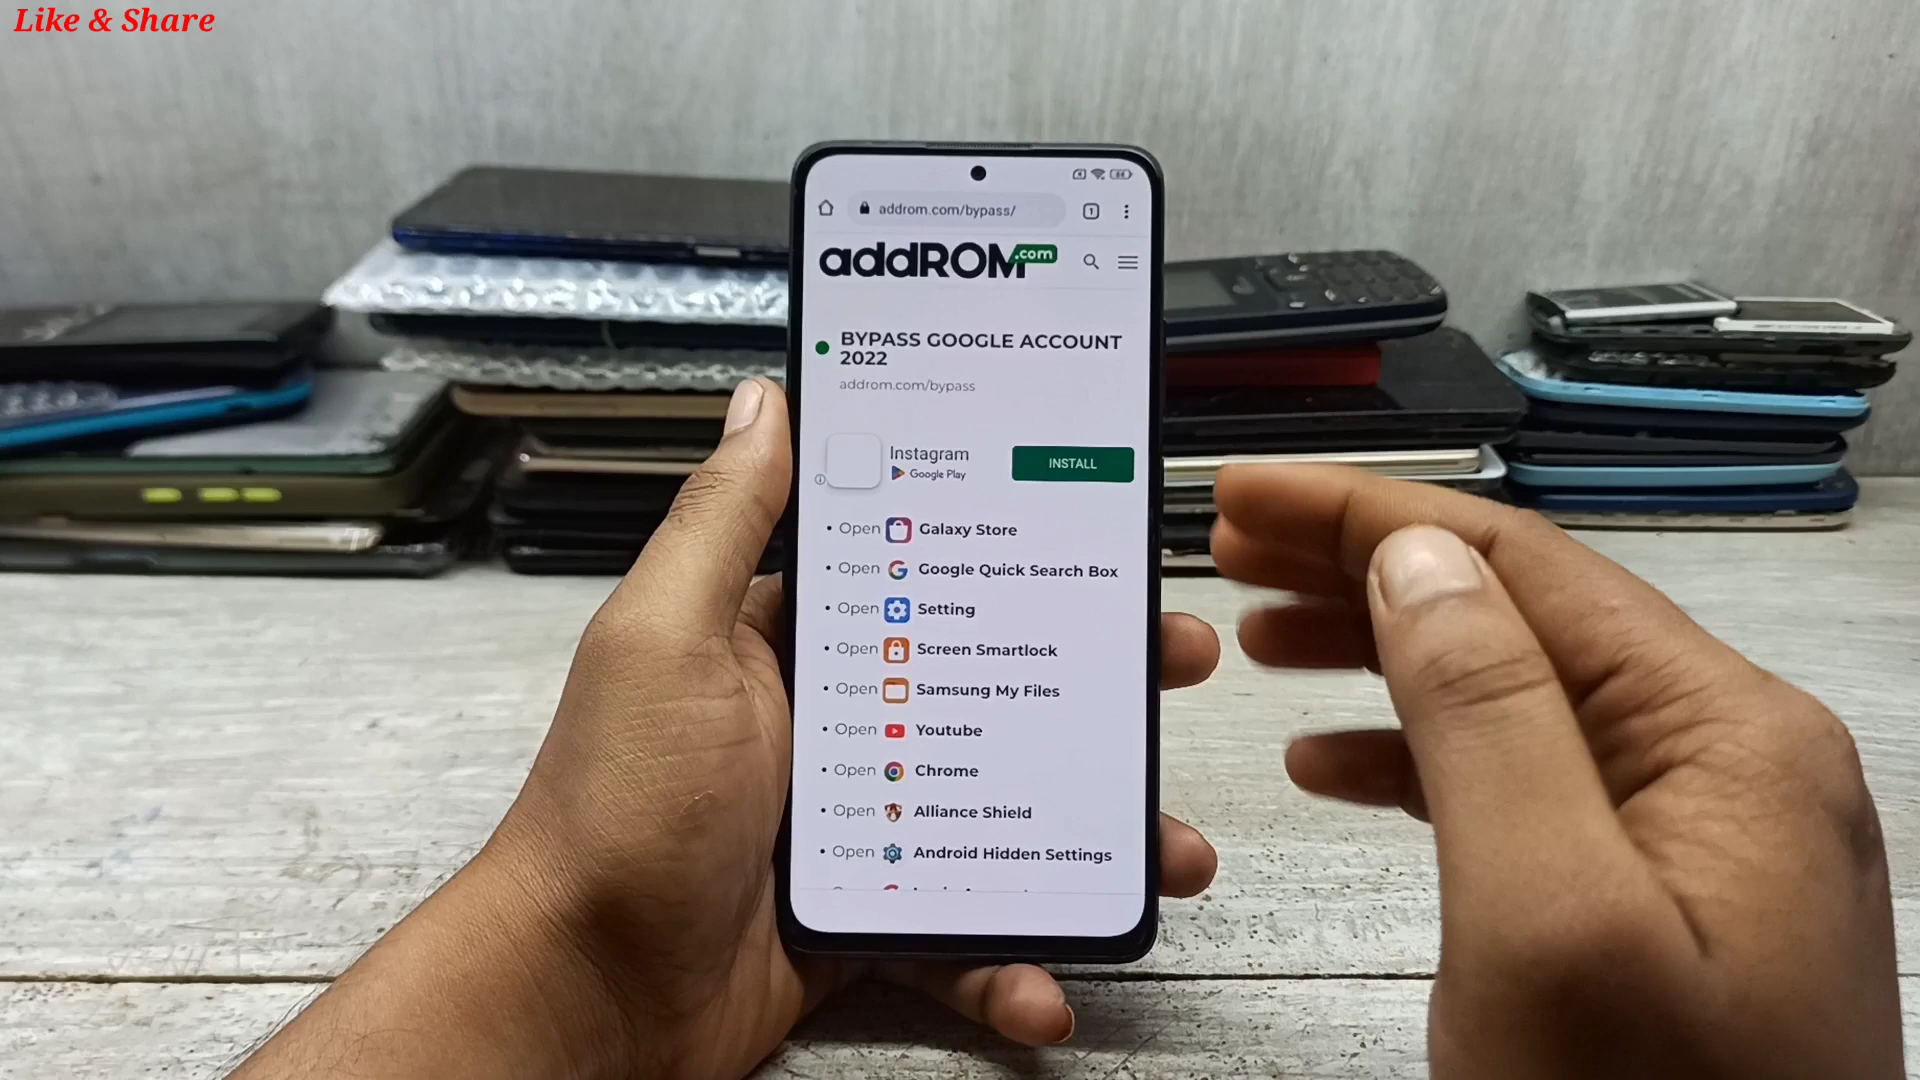 Like & Share
addrom.com/bypass/
1
addROM.com
BYPASS GOOGLE ACCOUNT
2022
addrom.com/bypass
Instagram
Google Play
INSTALL
• Open Galaxy Store
• Open Google Quick Search Box
• Open Setting
• Open Screen Smartlock
• Open Samsung My Files
• Open Youtube
• Open Chrome
• Open Alliance Shield
• Open Android Hidden Settings